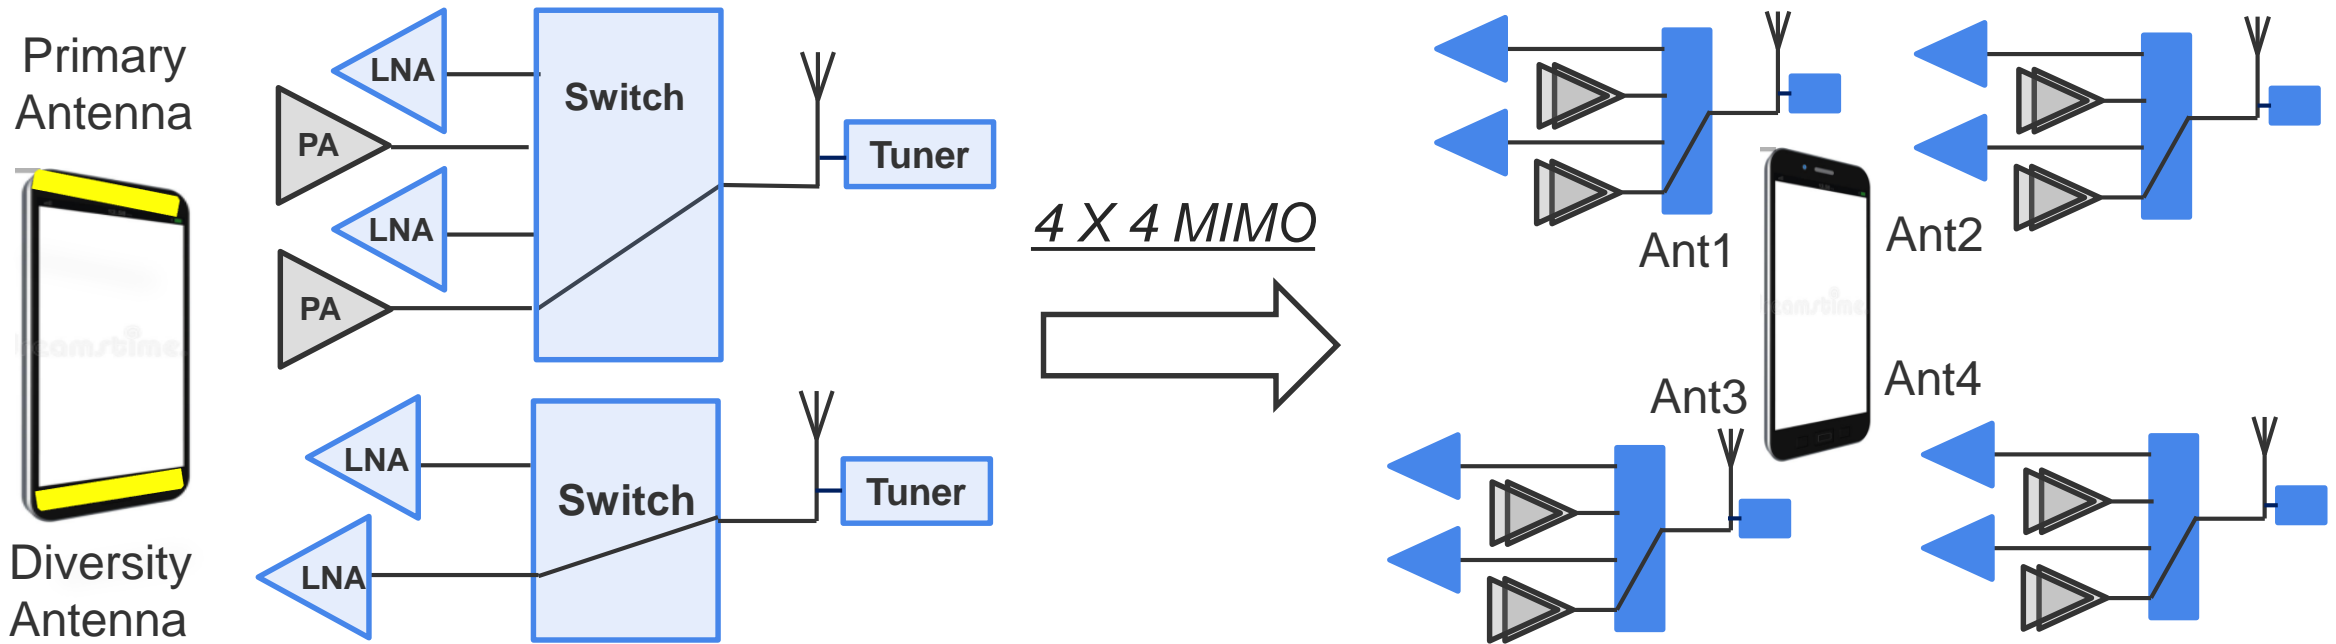 Primary
Antenna
LNA
PA
LNA
PA
Switch
Tuner
Diversity
Antenna
LNA
LNA
Switch
Tuner
4 X 4 MIMO
Ant1
Ant2
Ant3
Ant4